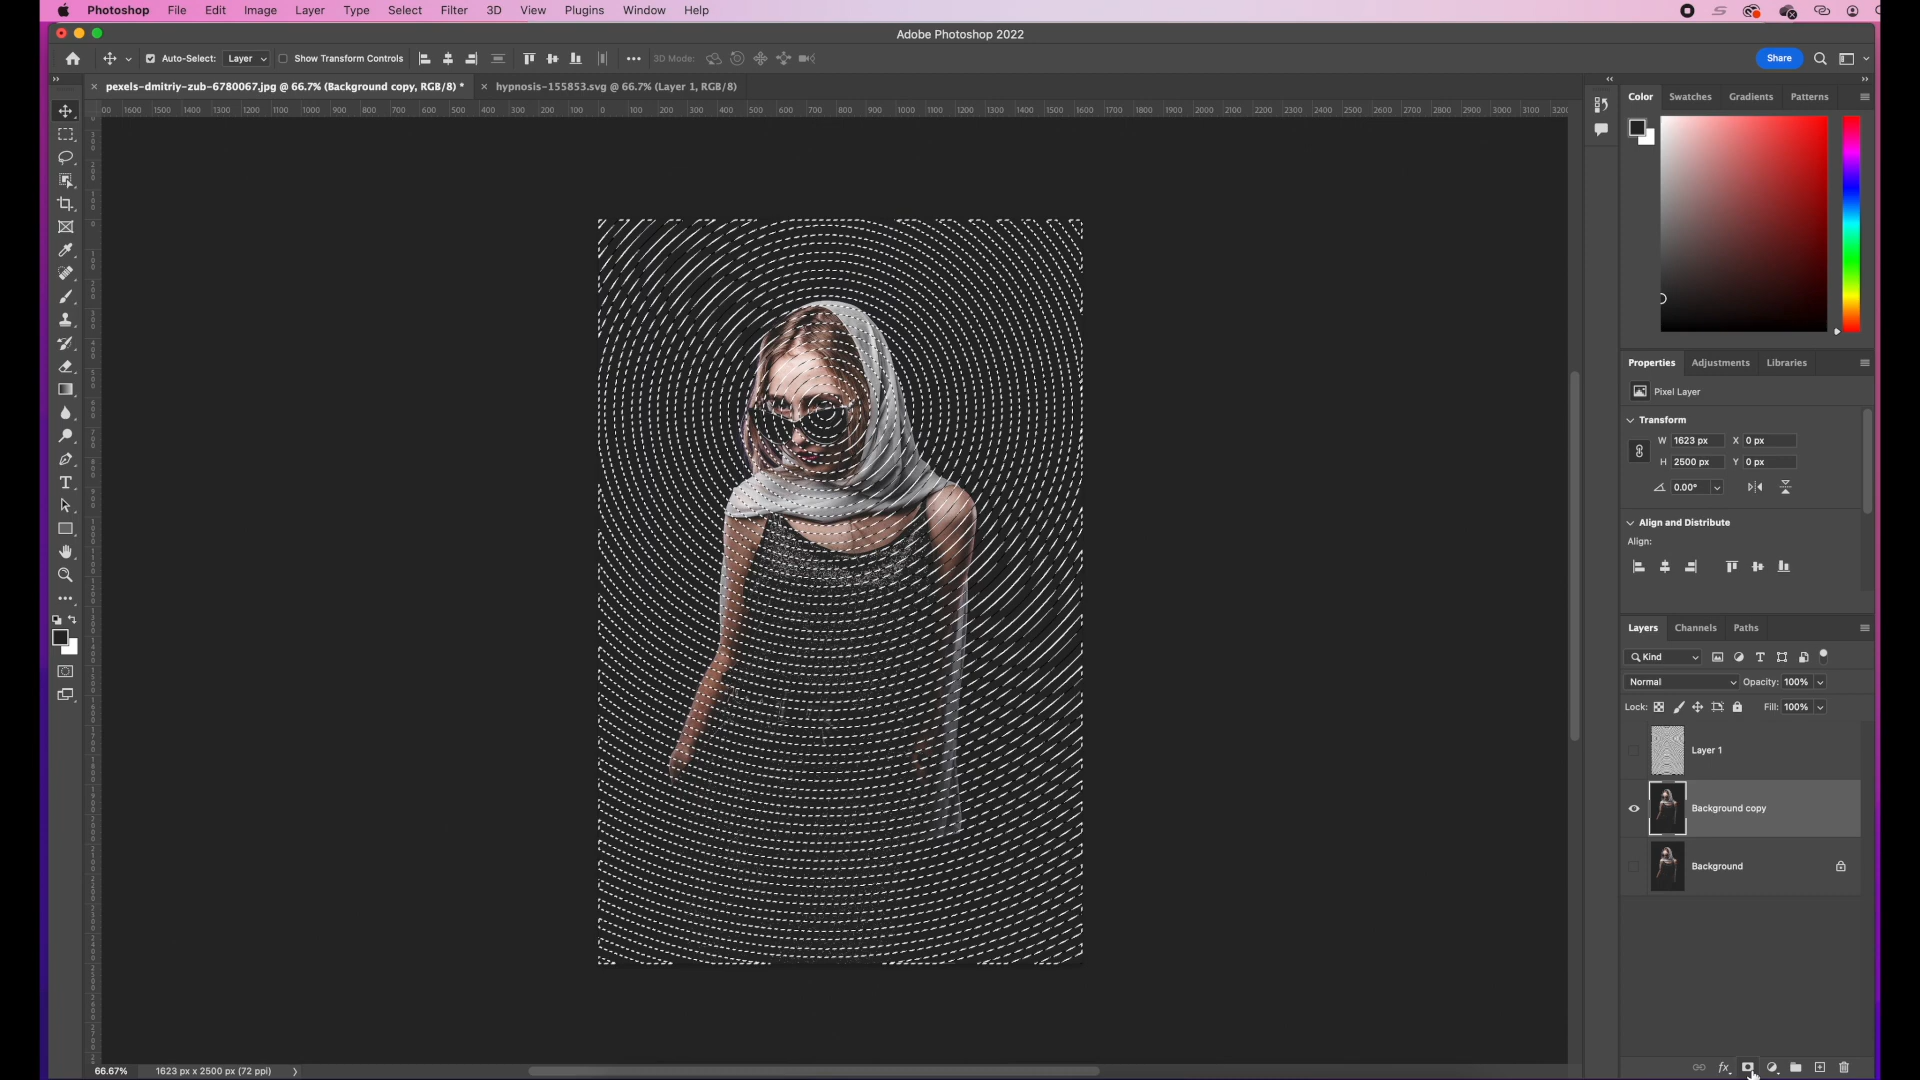 Photoshop File Edit Image Layer Type Select Filter 3D View Plugins Window Help
Adobe Photoshop 2022
Auto-Select: Layer Show Transform Controls 3D Mode: Share
pexels-dmitriy-zub-6780067.jpg @ 66.7% (Background copy, RGB/8) * hypnosis-155853.svg @ 66.7% (Layer 1, RGB/8)
Color Swatches Gradients Patterns
Properties Adjustments Libraries
Pixel Layer
Transform
W 1623 px X 0 px
H 2500 px Y 0 px
0.00°
Align and Distribute
Align:
Layers Channels Paths
Kind
Normal Opacity: 100%
Lock: Fill: 100%
Layer 1
Background copy
Background
fx
66.67% 1623 px x 2500 px (72 ppi)